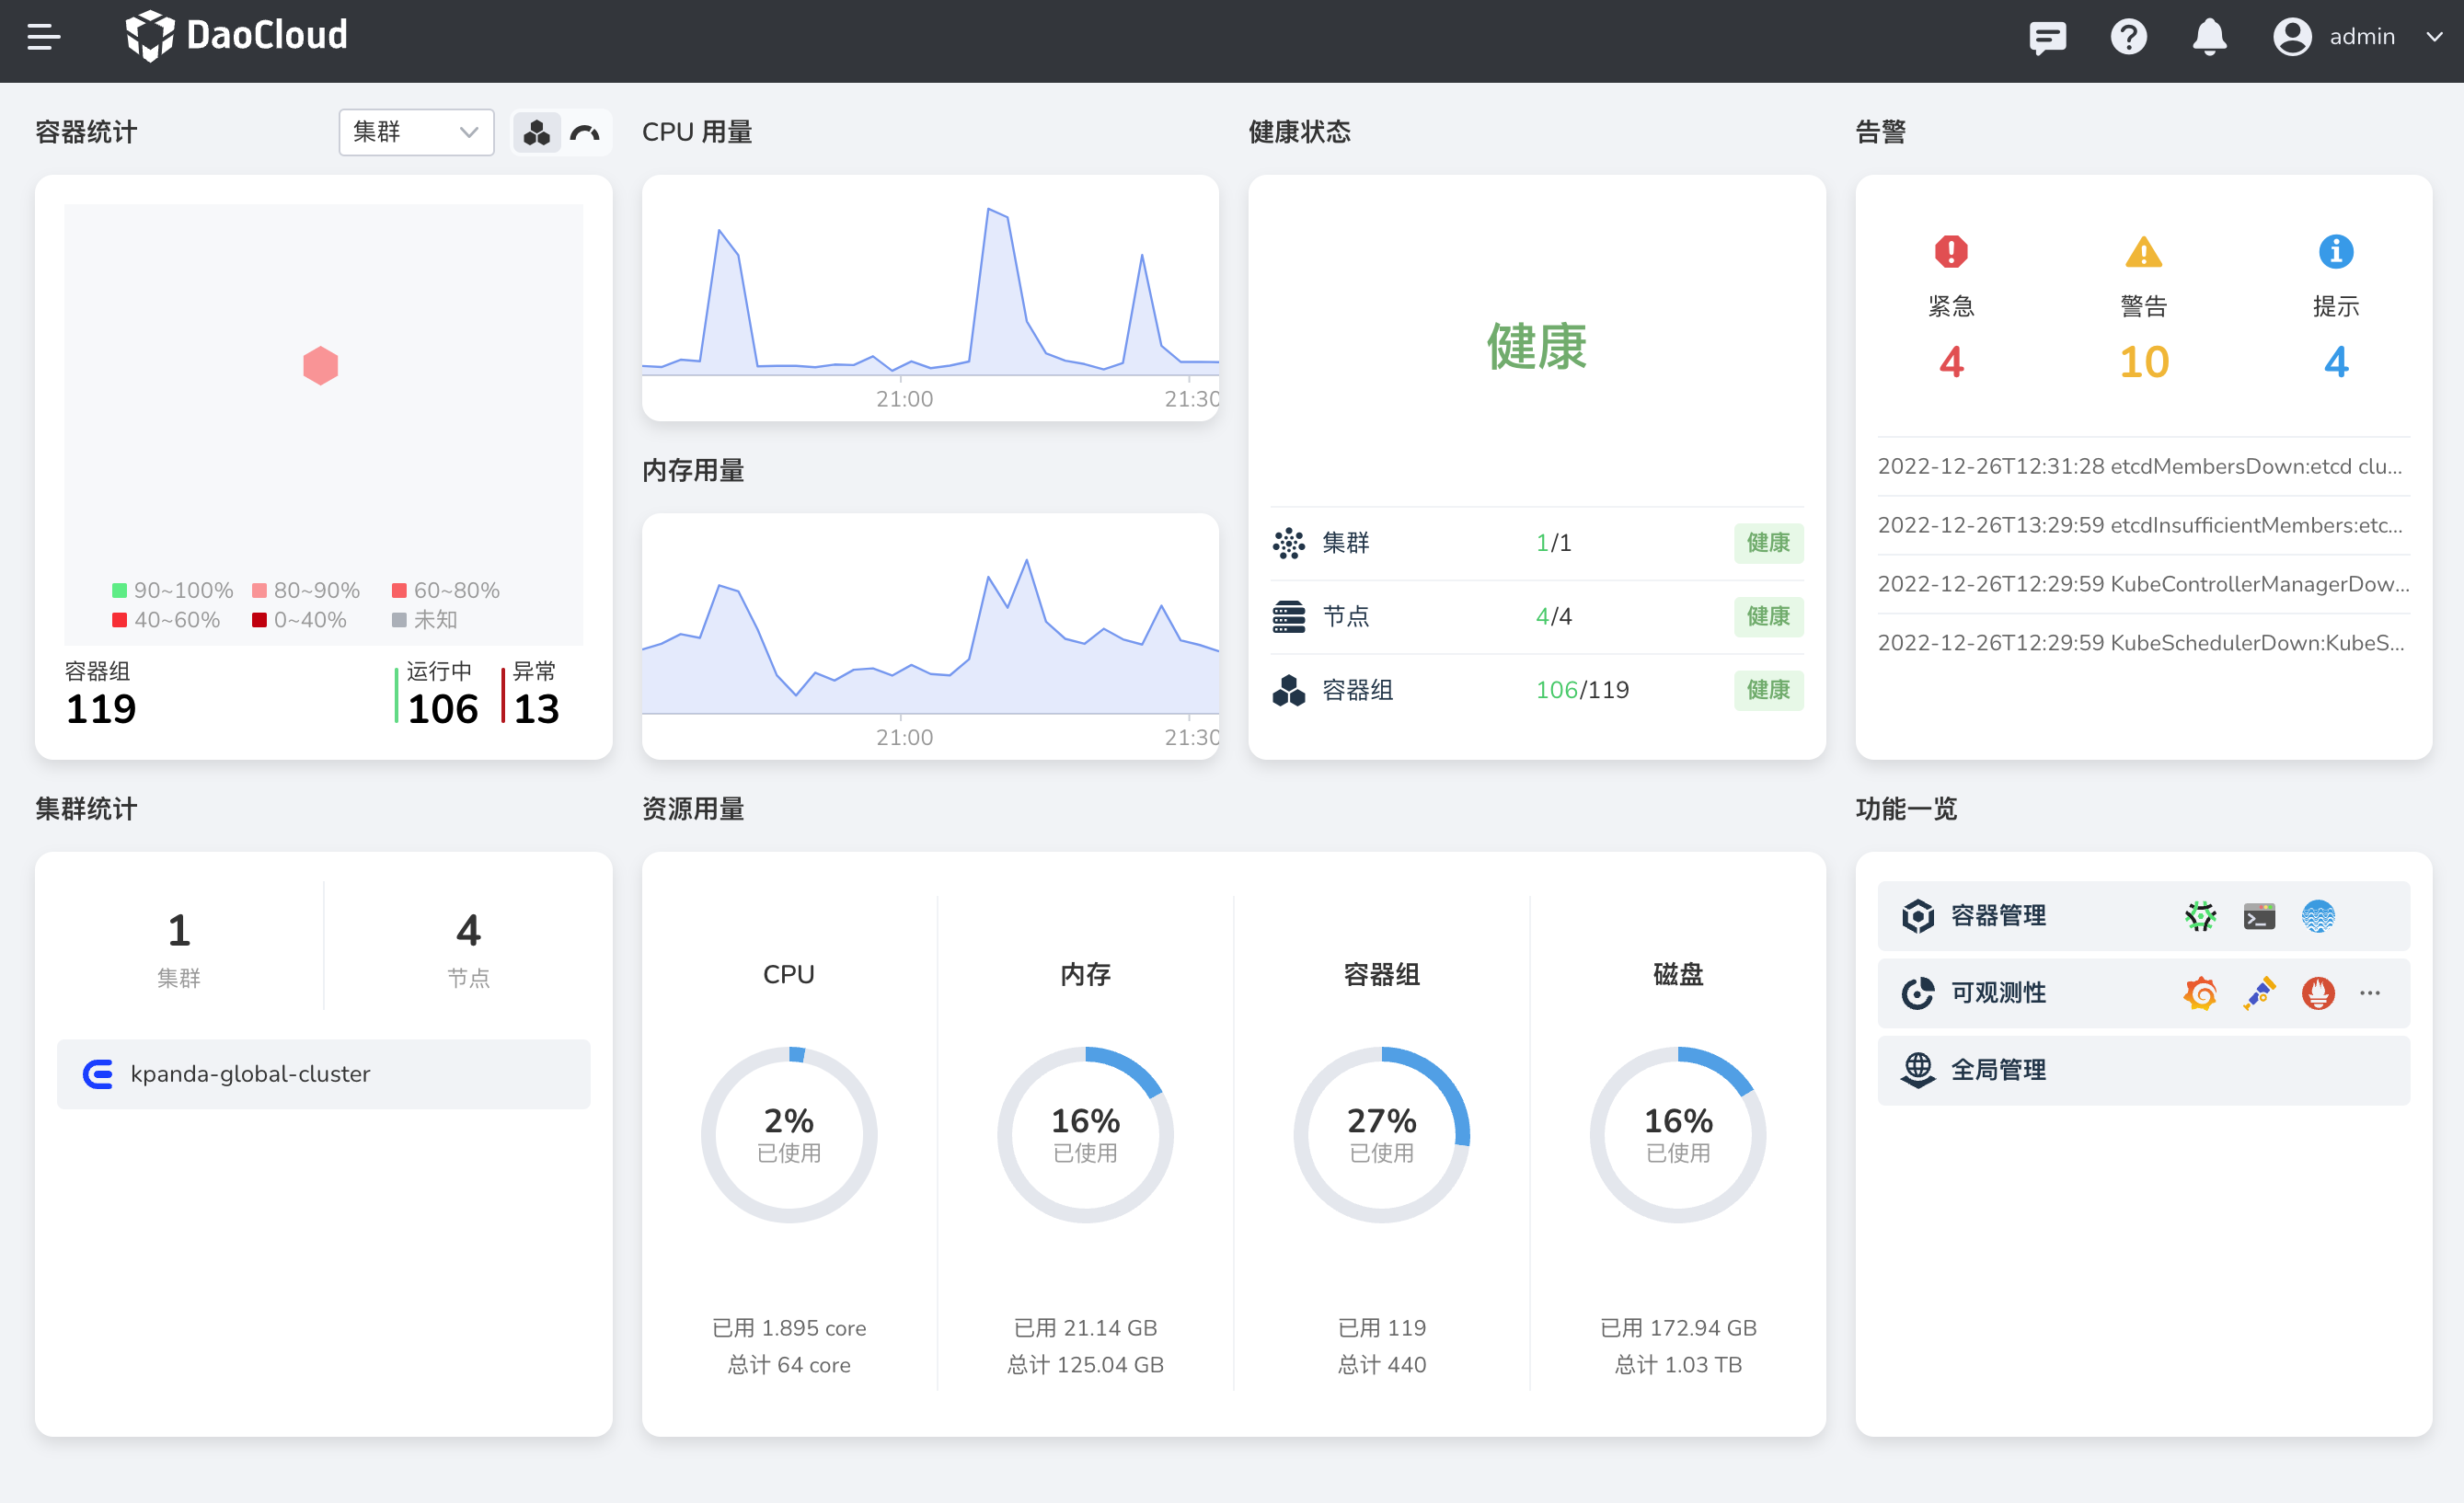 DaoCloud
admin
容器统计
集群
90~100%
80~90%
60~80%
40~60%
0~40%
未知
容器组
119
运行中
106
异常
13
CPU 用量
21:00
21:30
内存用量
21:00
21:30
健康状态
健康
集群 1/1 健康
节点 4/4 健康
容器组 106/119 健康
告警
紧急
4
警告
10
提示
4
2022-12-26T12:31:28 etcdMembersDown:etcd clu...
2022-12-26T13:29:59 etcdInsufficientMembers:etc...
2022-12-26T12:29:59 KubeControllerManagerDow...
2022-12-26T12:29:59 KubeSchedulerDown:KubeS...
集群统计
1
集群
4
节点
kpanda-global-cluster
资源用量
CPU
2%
已使用
已用 1.895 core
总计 64 core
内存
16%
已使用
已用 21.14 GB
总计 125.04 GB
容器组
27%
已使用
已用 119
总计 440
磁盘
16%
已使用
已用 172.94 GB
总计 1.03 TB
功能一览
容器管理
可观测性
...
全局管理